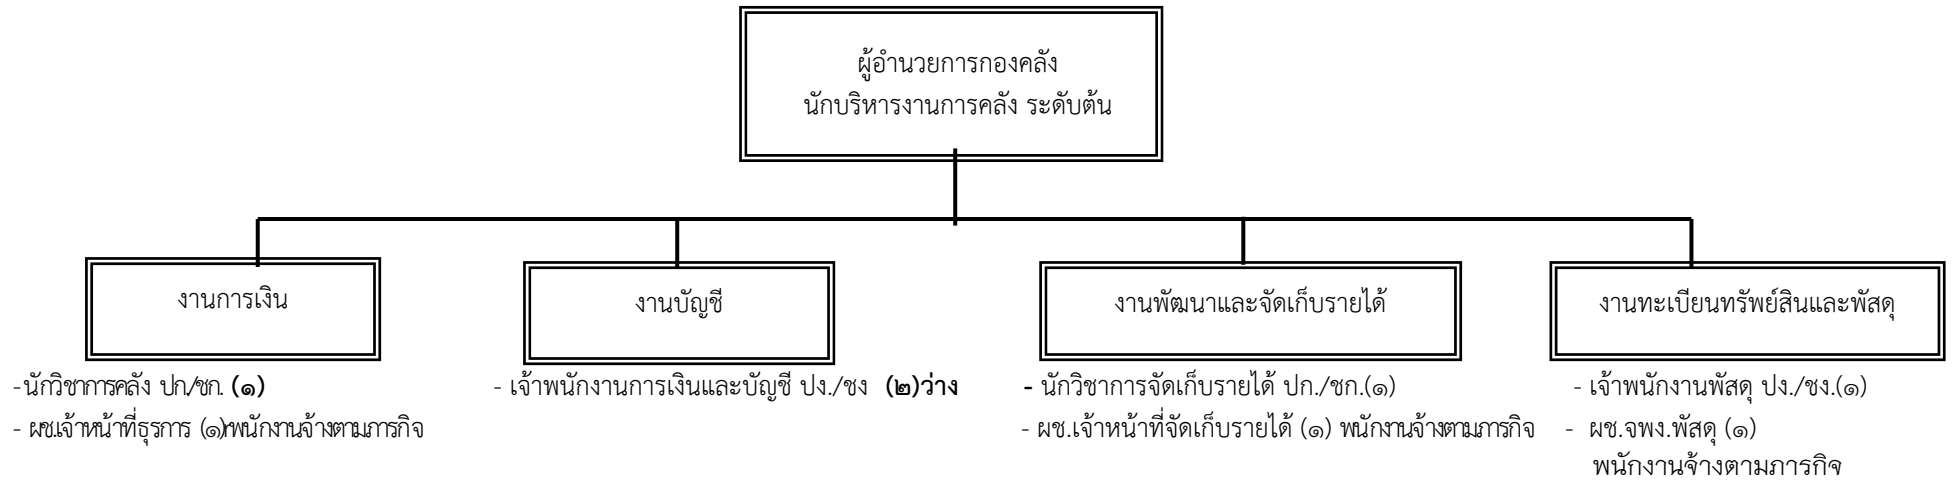 ผู้อำนวยการกองคลัง
นักบริหารงานการคลัง ระดับต้น
งานการเงิน
-นักวิชาการคลัง ปก./ชก. (๑)
- ผช.เจ้าหน้าที่ธุรการ (๑)พนักงานจ้างตามภารกิจ
งานบัญชี
- เจ้าพนักงานการเงินและบัญชี ปง./ชง (๒)ว่าง
งานพัฒนาและจัดเก็บรายได้
- นักวิชาการจัดเก็บรายได้ ปก./ชก.(๑)
- ผช.เจ้าหน้าที่จัดเก็บรายได้ (๑) พนักงานจ้างตามภารกิจ
งานทะเบียนทรัพย์สินและพัสดุ
- เจ้าพนักงานพัสดุ ปง./ชง.(๑)
- ผช.จพง.พัสดุ (๑)
พนักงานจ้างตามภารกิจ